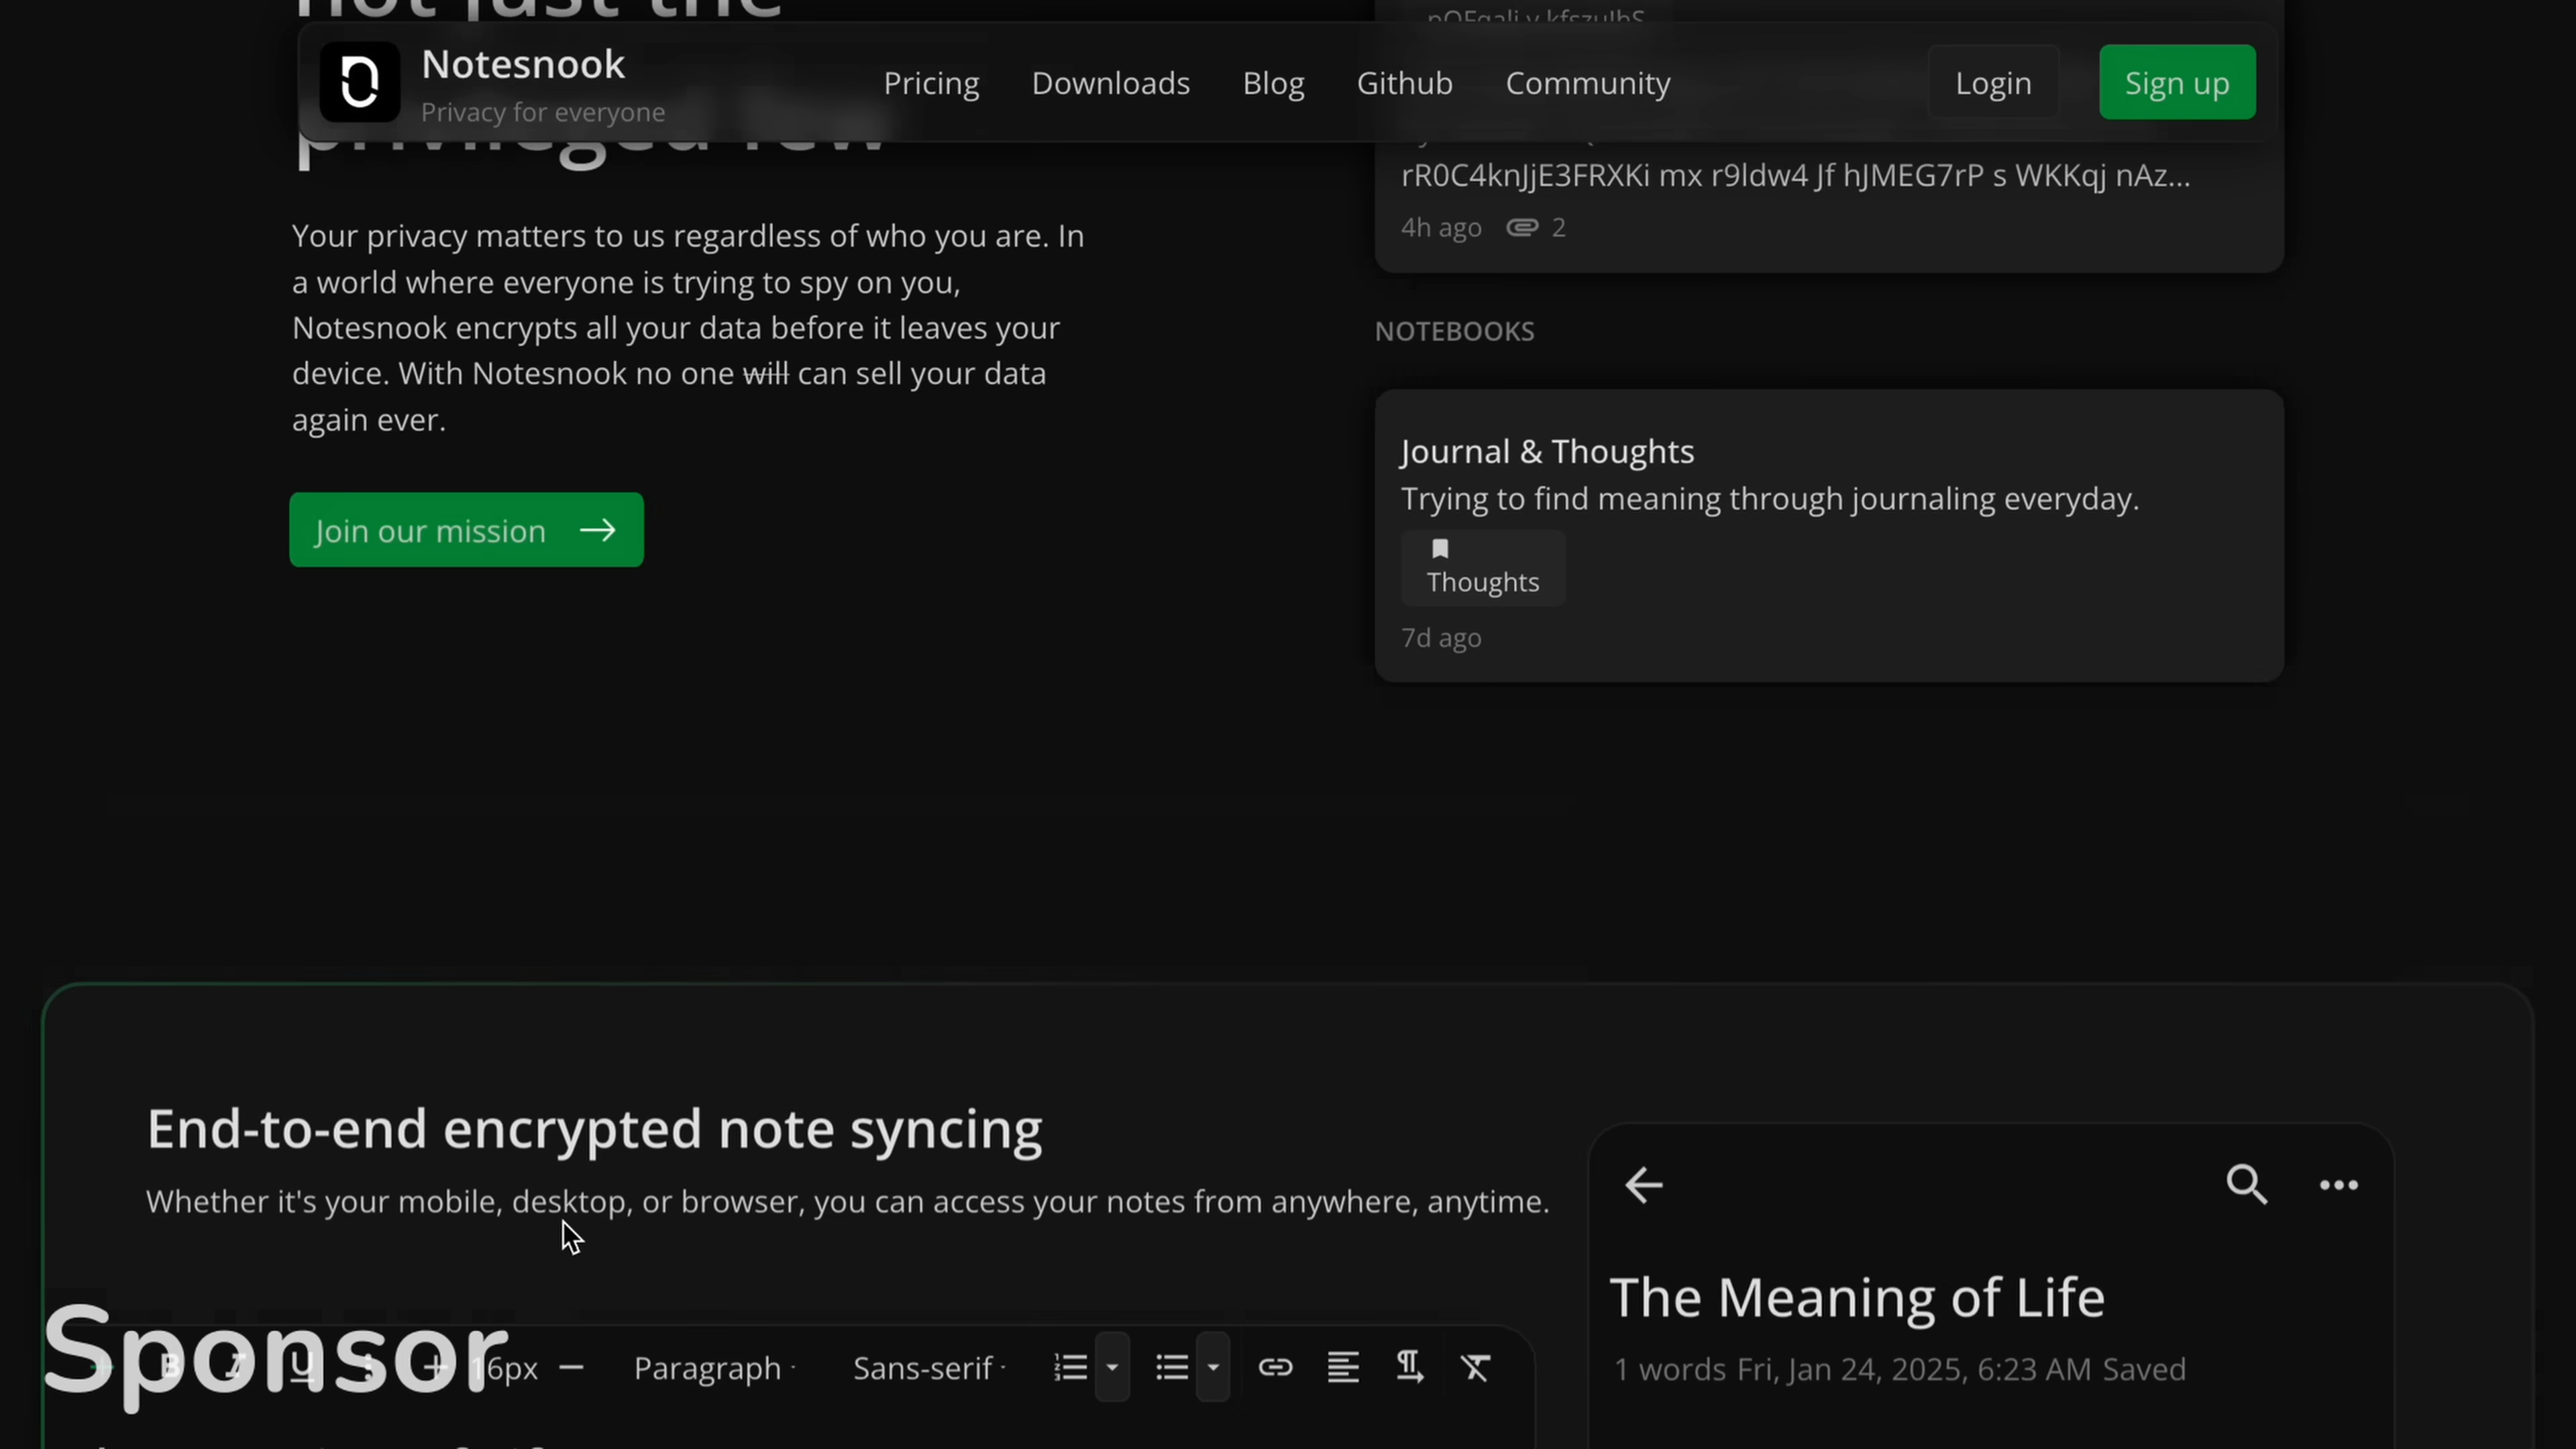 not just the
Notesnook
Privacy for everyone
Pricing
Downloads
Blog
Github
Community
Login
Sign up
privileged few
Your privacy matters to us regardless of who you are. In
a world where everyone is trying to spy on you,
Notesnook encrypts all your data before it leaves your
device. With Notesnook no one will can sell your data
again ever.
Join our mission
rR0C4knJjE3FRXKi mx r9ldw4 Jf hJMEG7rP s WKKqj nAz...
4h ago 2
NOTEBOOKS
Journal & Thoughts
Trying to find meaning through journaling everyday.
Thoughts
7d ago
End-to-end encrypted note syncing
Whether it's your mobile, desktop, or browser, you can access your notes from anywhere, anytime.
Sponsor
B I U 16px Paragraph Sans-serif
The Meaning of Life
1 words Fri, Jan 24, 2025, 6:23 AM Saved